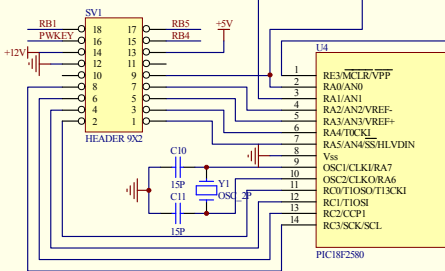 SV1
RB1 18 17 RB5
PWKEY 16 15 RB4
+5V
+12V 14 13
12 11
10 9
8 7
6 5
4 3
2 1
HEADER 9X2
U4
1 RE3/MCLR/VPP
2 RA0/AN0
3 RA1/AN1
4 RA2/AN2/VREF-
5 RA3/AN3/VREF+
6 RA4/T0CKI
7 RA5/AN4/SS/HLVDIN
8 Vss
9 OSC1/CLKI/RA7
10 OSC2/CLKO/RA6
11 RC0/T1OSO/T13CKI
12 RC1/T1OSI
13 RC2/CCP1
14 RC3/SCK/SCL
PIC18F2580
C10
15P
Y1
OSC_2P
C11
15P